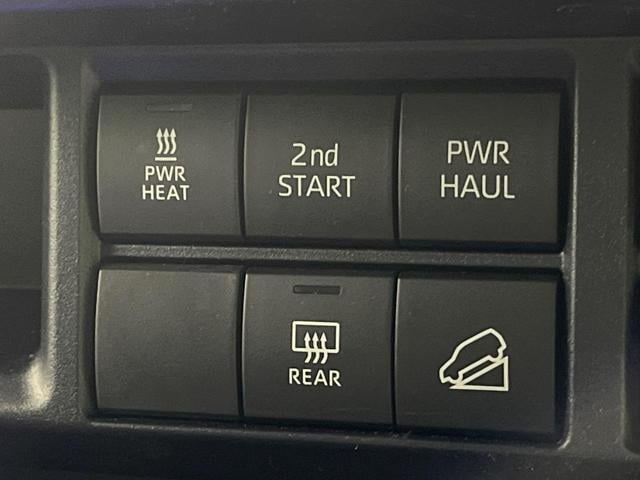 PWR
HEAT
2nd
START
PWR
HAUL
REAR